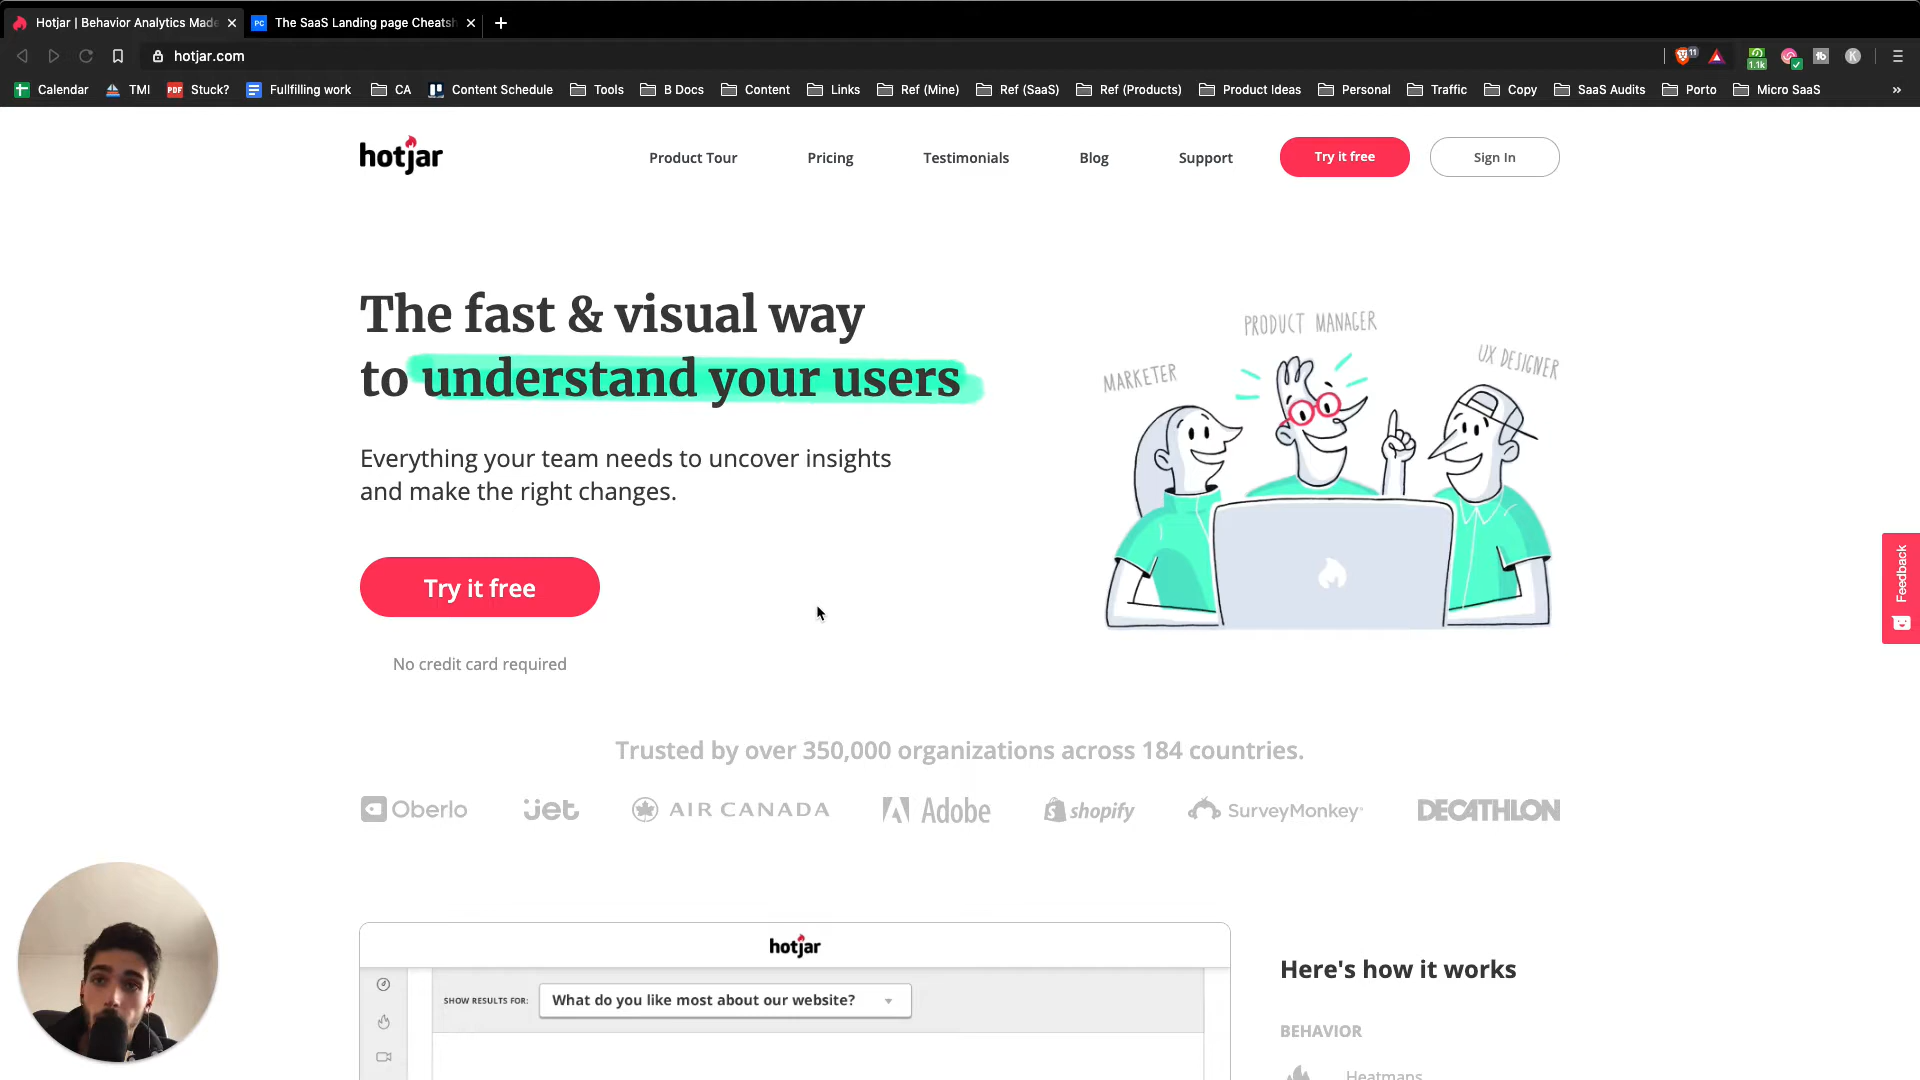 Hotjar | Behavior Analytics Made
The SaaS Landing page Cheatsh
hotjar.com
11
1.1k
K
Calendar
TMI
PDF
Stuck?
Fullfilling work
CA
Content Schedule
Tools
B Docs
Content
Links
Ref (Mine)
Ref (SaaS)
Ref (Products)
Product Ideas
Personal
Traffic
Copy
SaaS Audits
Porto
Micro SaaS
»
hotjar
Product Tour
Pricing
Testimonials
Blog
Support
Try it free
Sign In
The fast & visual way
to understand your users
Everything your team needs to uncover insights
and make the right changes.
Try it free
No credit card required
MARKETER
PRODUCT MANAGER
UX DESIGNER
Feedback
Trusted by over 350,000 organizations across 184 countries.
Oberlo
jet
AIR CANADA
Adobe
shopify
SurveyMonkey
DECATHLON
hotjar
SHOW RESULTS FOR:
What do you like most about our website?
Here's how it works
BEHAVIOR
Heatmaps